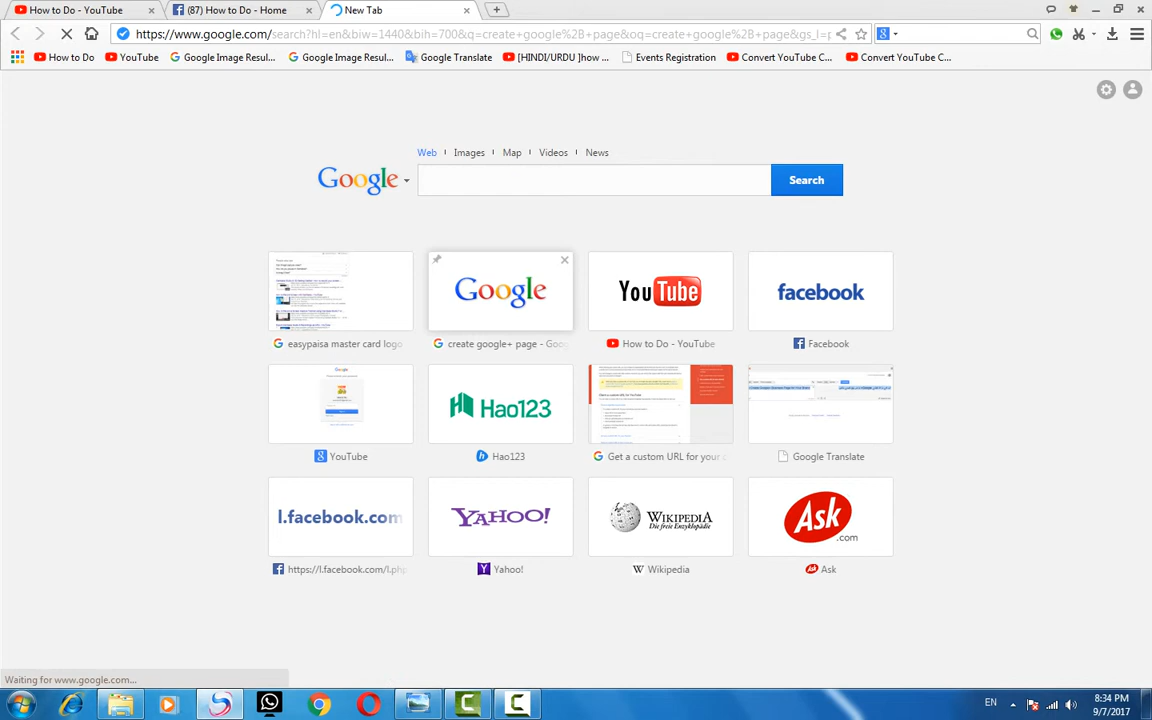 How to Do - YouTube
(87) How to Do - Home
New Tab
https://www.google.com/search?hl=en&biw=1440&bih=700&q=create+google%2B+page&oq=create+google%2B+page&gs_l=p
How to Do
YouTube
Google Image Resul...
Google Image Resul...
Google Translate
[HINDI/URDU ]how ...
Events Registration
Convert YouTube C...
Convert YouTube C...
Web
Images
Map
Videos
News
Google
Search
Google
YouTube
facebook
easypaisa master card logo
create google+ page - Goo
How to Do - YouTube
Facebook
Hao123
YouTube
Hao123
Get a custom URL for your c
Google Translate
l.facebook.com
YAHOO!
WIKIPEDIA
Die freie Enzyklopädie
Ask
.com
https://l.facebook.com/l.php
Yahoo!
Wikipedia
Ask
Waiting for www.google.com...
EN
8:34 PM
9/7/2017